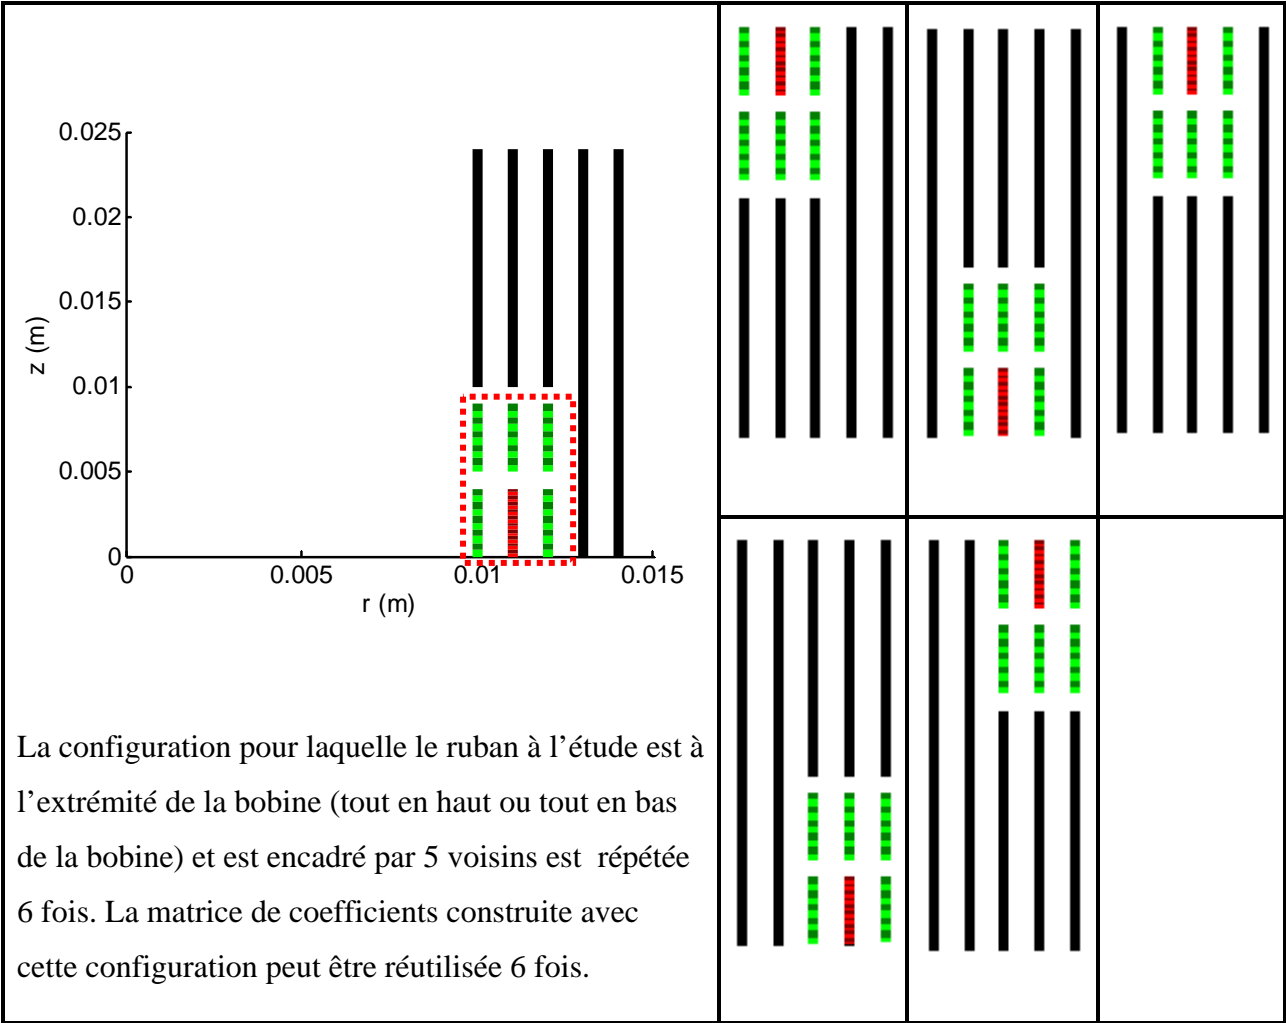 0.025
0.02
0.015
0.01
0.005
0
z (m)
0
0.005
0.01
0.015
r (m)
La configuration pour laquelle le ruban à l’étude est à
l’extrémité de la bobine (tout en haut ou tout en bas
de la bobine) et est encadré par 5 voisins est répétée
6 fois. La matrice de coefficients construite avec
cette configuration peut être réutilisée 6 fois.